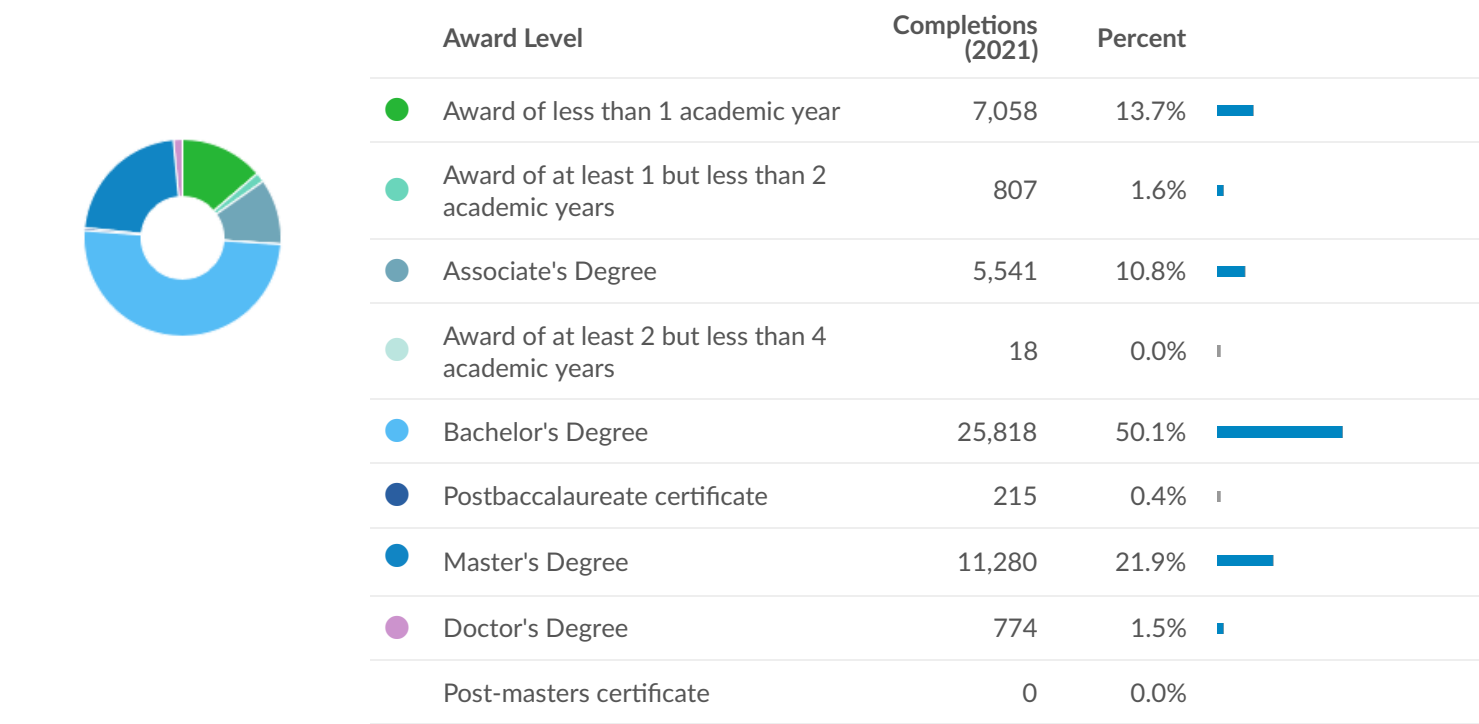 Award Level Completions (2021) Percent
Award of less than 1 academic year 7,058 13.7%
Award of at least 1 but less than 2
academic years 807 1.6%
Associate's Degree 5,541 10.8%
Award of at least 2 but less than 4
academic years 18 0.0%
Bachelor's Degree 25,818 50.1%
Postbaccalaureate certificate 215 0.4%
Master's Degree 11,280 21.9%
Doctor's Degree 774 1.5%
Post-masters certificate 0 0.0%